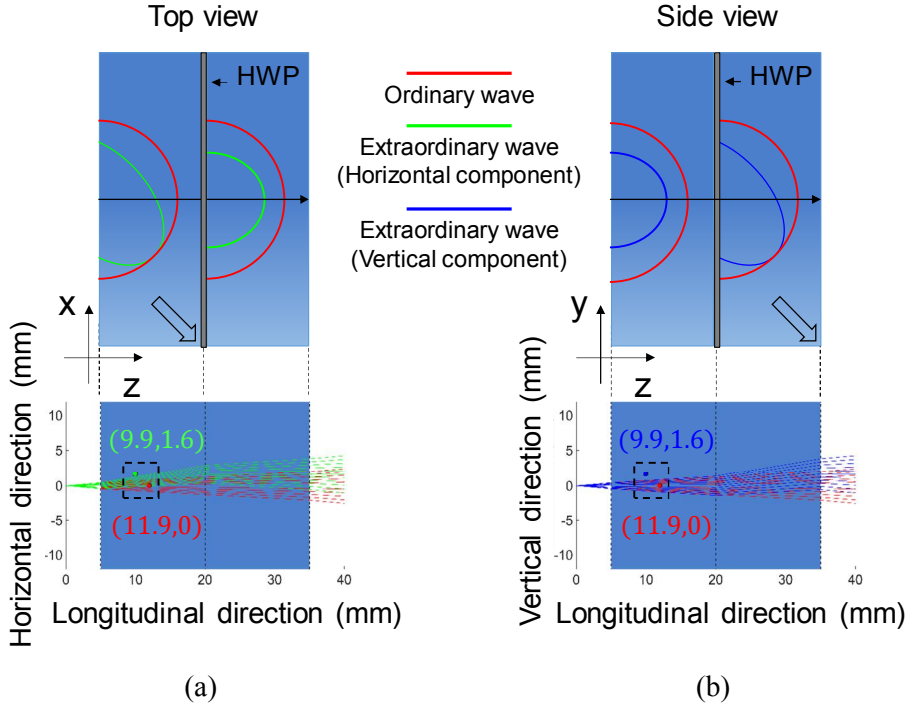 Top view
HWP
x
z
Horizontal direction (mm)
10
5
0
-5
-10
(9.9,1.6)
(11.9,0)
0
10
20
30
40
Longitudinal direction (mm)
(a)
Ordinary wave
Extraordinary wave
(Horizontal component)
Extraordinary wave
(Vertical component)
Side view
HWP
y
z
Vertical direction (mm)
10
5
0
-5
-10
(9.9,1.6)
(11.9,0)
0
10
20
30
40
Longitudinal direction (mm)
(b)